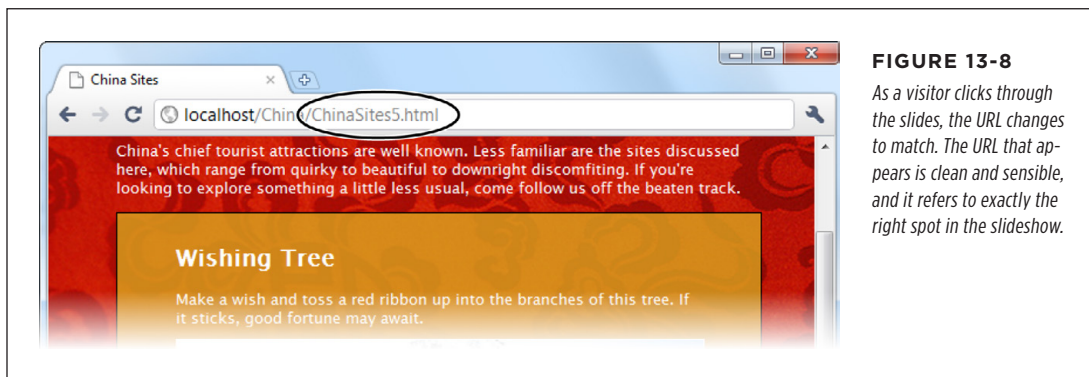 China Sites
localhost/China/ChinaSites5.html
China's chief tourist attractions are well known. Less familiar are the sites discussed
here, which range from quirky to beautiful to downright discomfiting. If you're
looking to explore something a little less usual, come follow us off the beaten track.
Wishing Tree
Make a wish and toss a red ribbon up into the branches of this tree. If
it sticks, good fortune may await.
FIGURE 13-8
As a visitor clicks through
the slides, the URL changes
to match. The URL that ap-
pears is clean and sensible,
and it refers to exactly the
right spot in the slideshow.